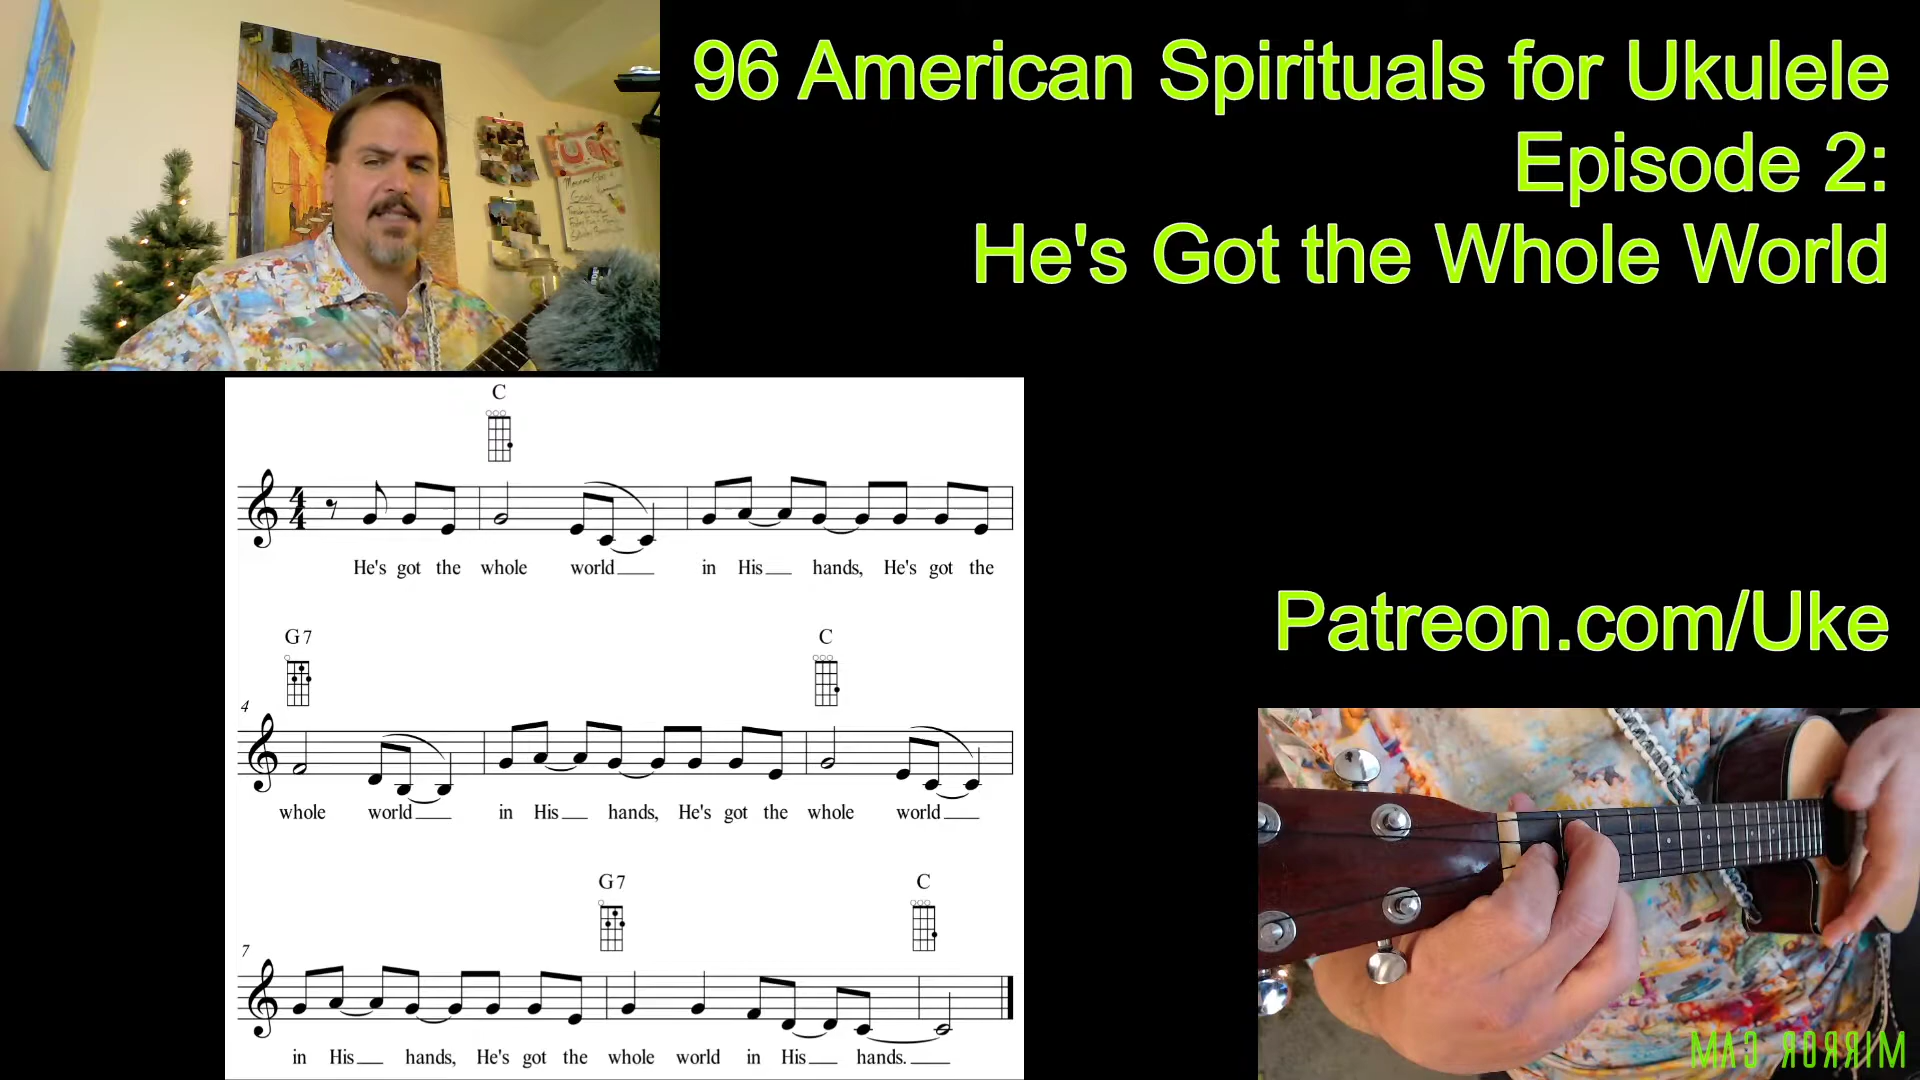 96 American Spirituals for Ukulele
Episode 2:
He's Got the Whole World
C
He's got the whole world in His hands, He's got the
G7 C
4
whole world in His hands, He's got the whole world
G7 C
7
in His hands, He's got the whole world in His hands.
Patreon.com/Uke
MIRROR CAM